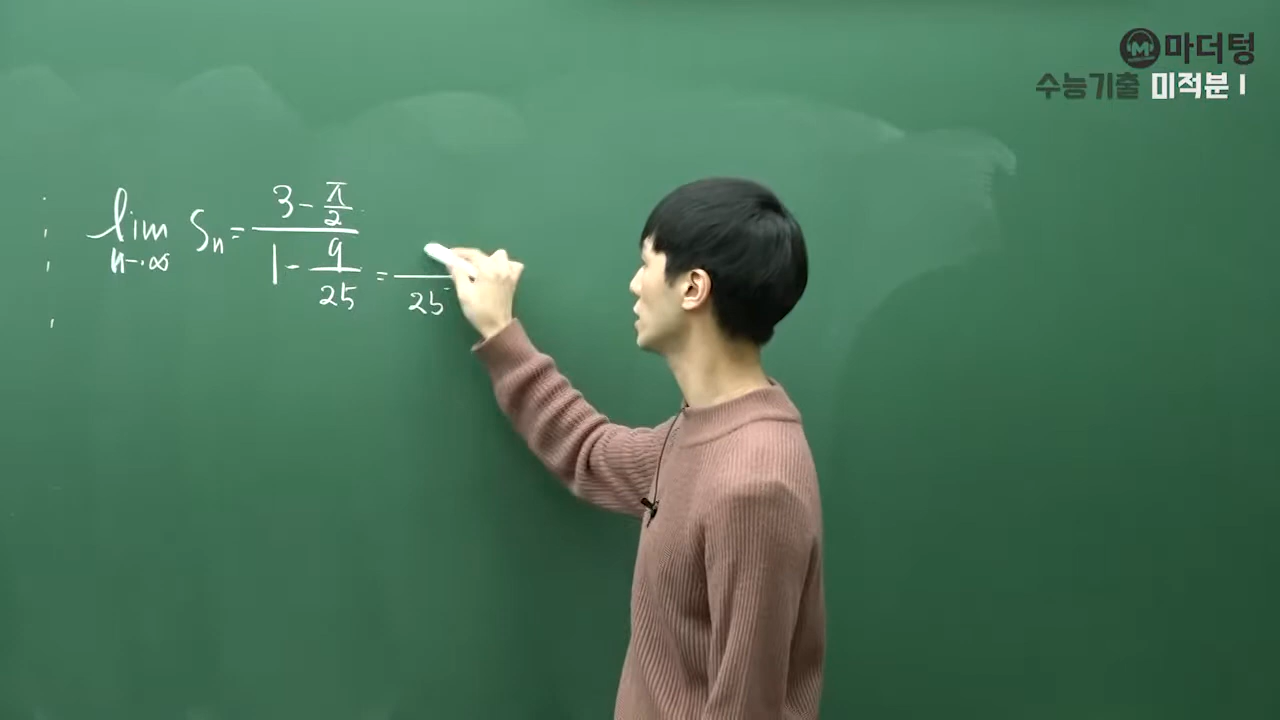 마더텅
수능기출 미적분 I
lim Sn = 3 - π/2
n→∞ 1 - 9/25 = 25